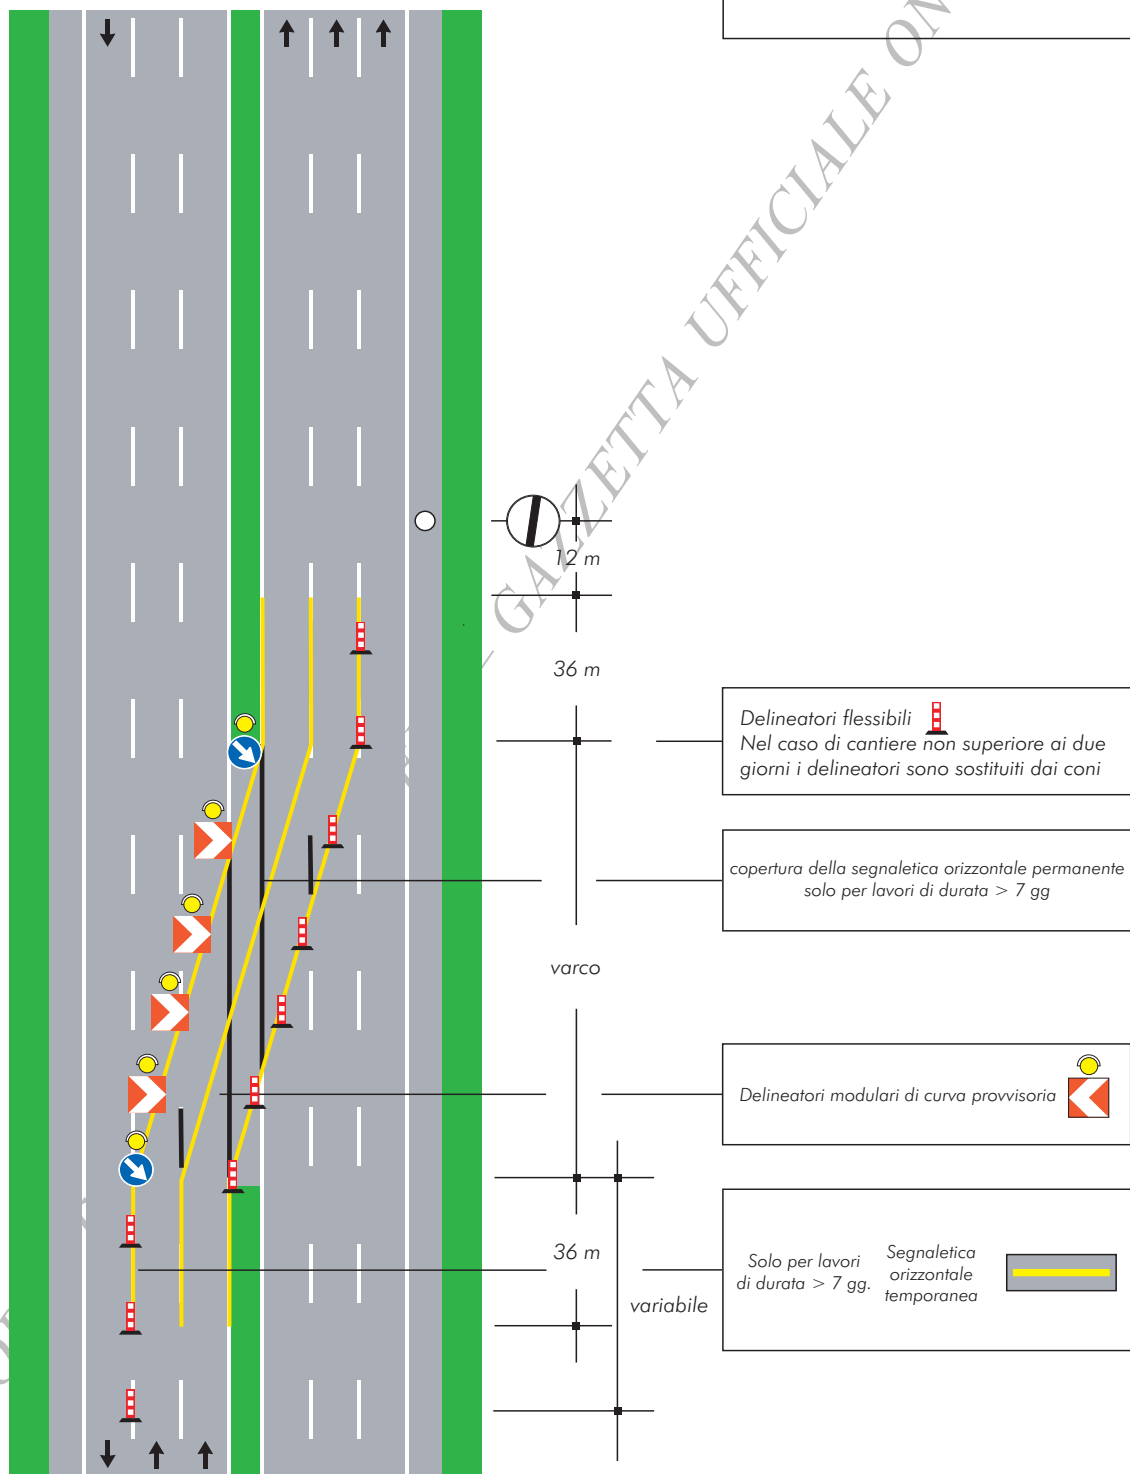 GAZZETTA UFFICIALE ON
12 m
36 m
Delineatori flessibili
Nel caso di cantiere non superiore ai due
giorni i delineatori sono sostituiti dai coni
copertura della segnaletica orizzontale permanente
solo per lavori di durata > 7 gg
varco
Delineatori modulari di curva provvisoria
36 m
variabile
Solo per lavori
di durata > 7 gg.
Segnaletica
orizzontale
temporanea